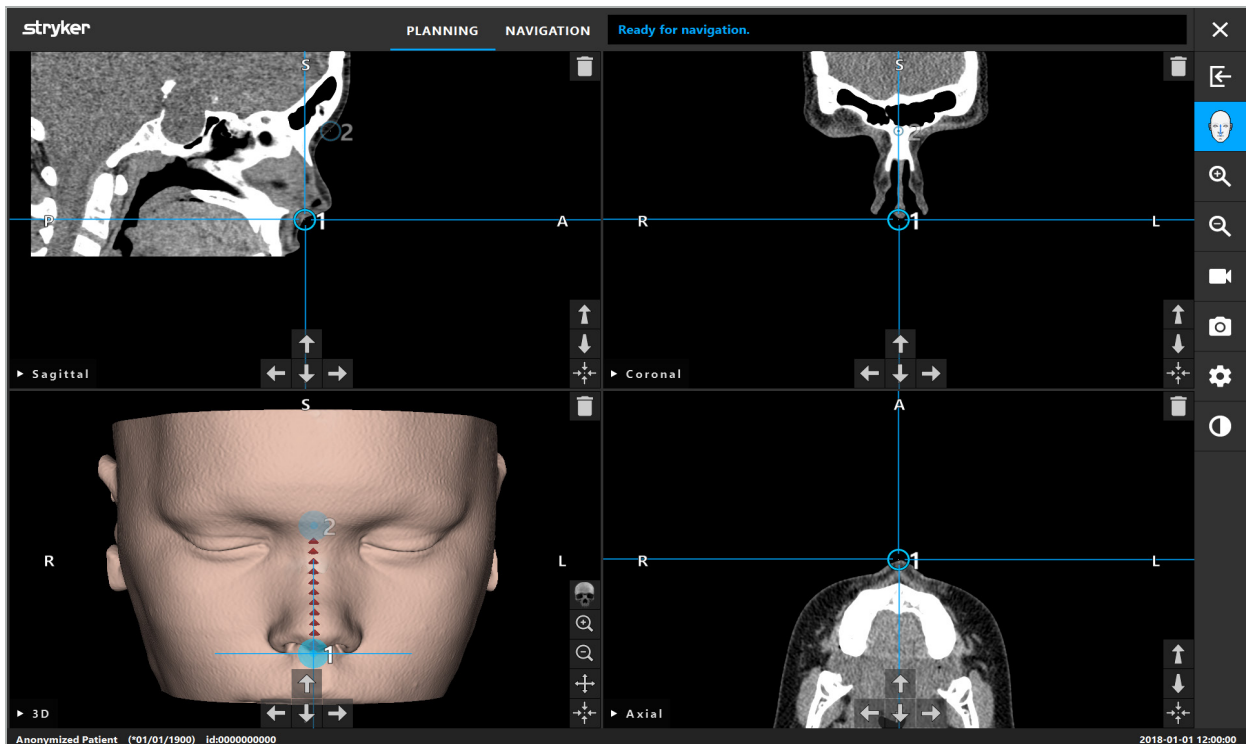 stryker PLANNING NAVIGATION Ready for navigation.
S
2
P 1 A
Sagittal
S
2
R 1 L
Coronal
S
2
R L
1
3D
A
R 1 L
Axial
Anonymized Patient (*01/01/1900) id:0000000000 2018-01-01 12:00:00